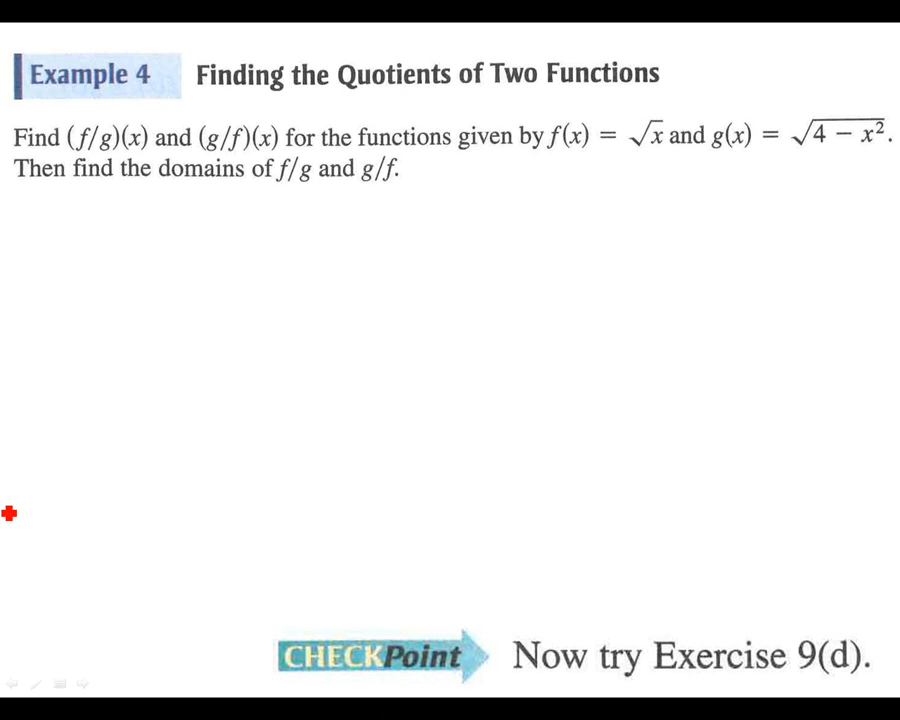 Example 4 Finding the Quotients of Two Functions
Find (f/g)(x) and (g/f)(x) for the functions given by f(x) = √x and g(x) = √4 − x².
Then find the domains of f/g and g/f.
CHECKPoint Now try Exercise 9(d).